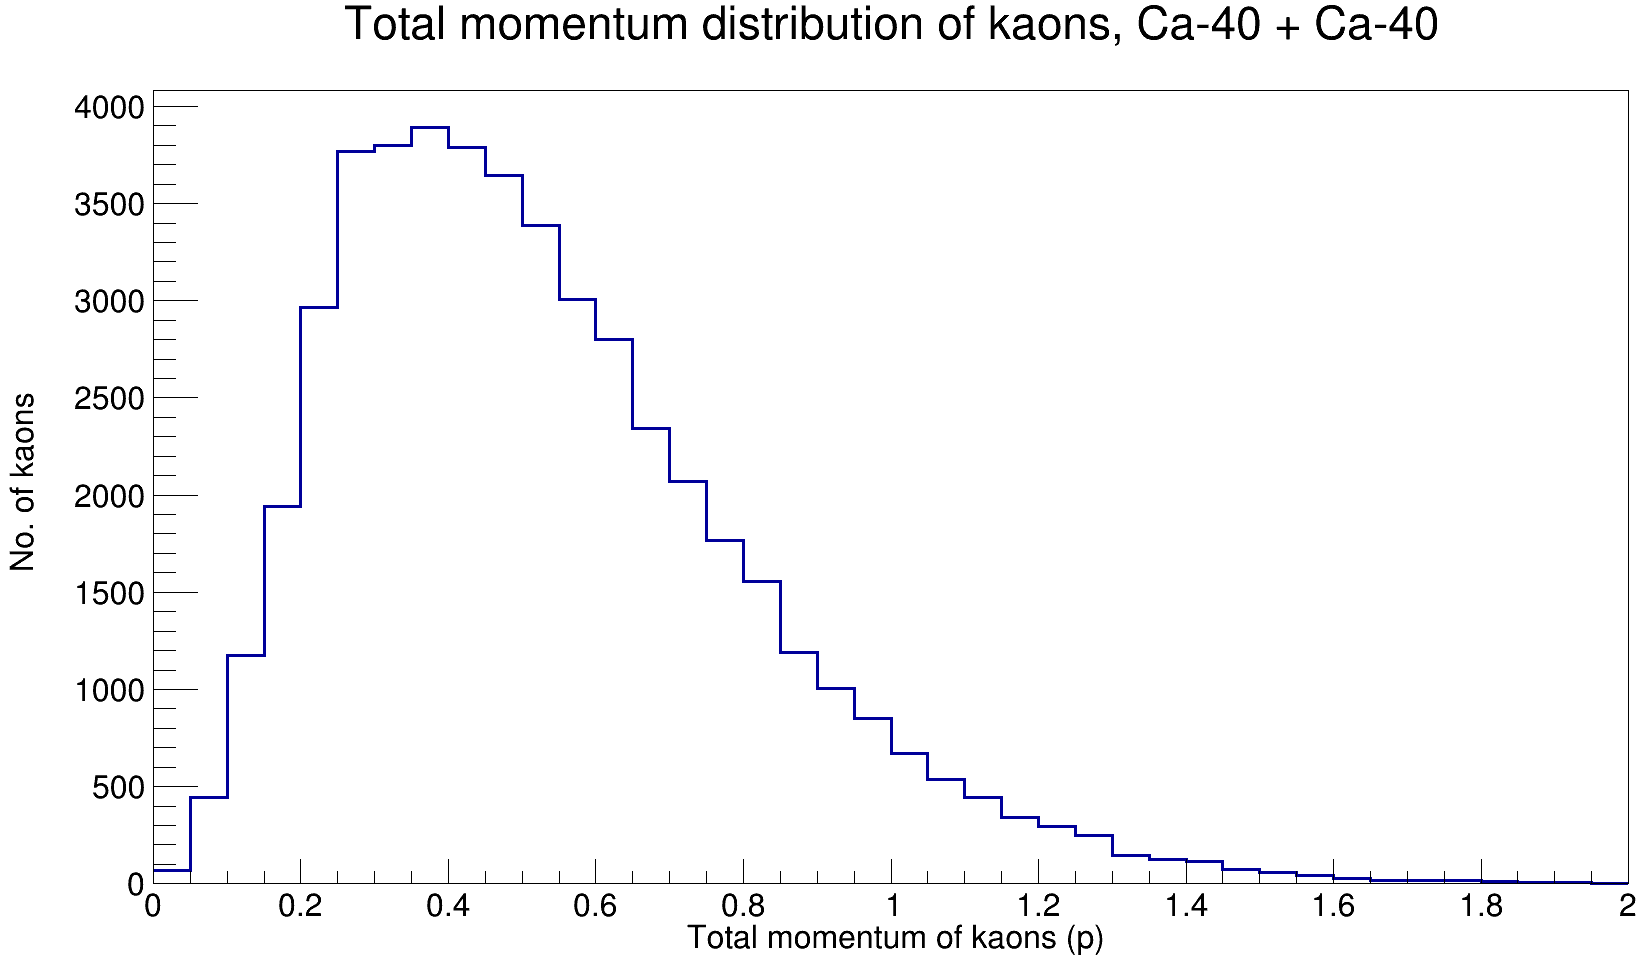 Total momentum distribution of kaons, Ca-40 + Ca-40
4000
3500
3000
2500
2000
1500
1000
500
0
No. of kaons
0 0.2 0.4 0.6 0.8 1 1.2 1.4 1.6 1.8 2
Total momentum of kaons (p)